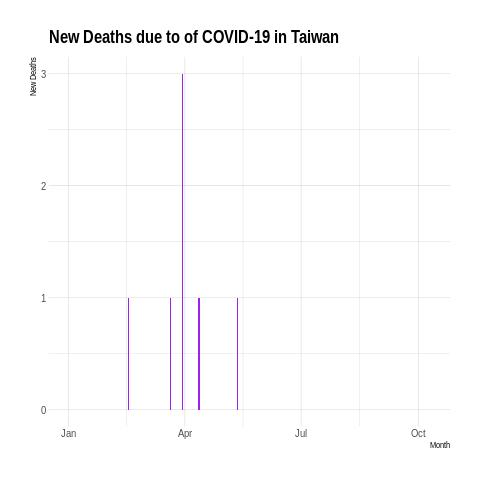 New Deaths due to of COVID-19 in Taiwan
New Deaths
3
2
1
0
Jan Apr Jul Oct
Month